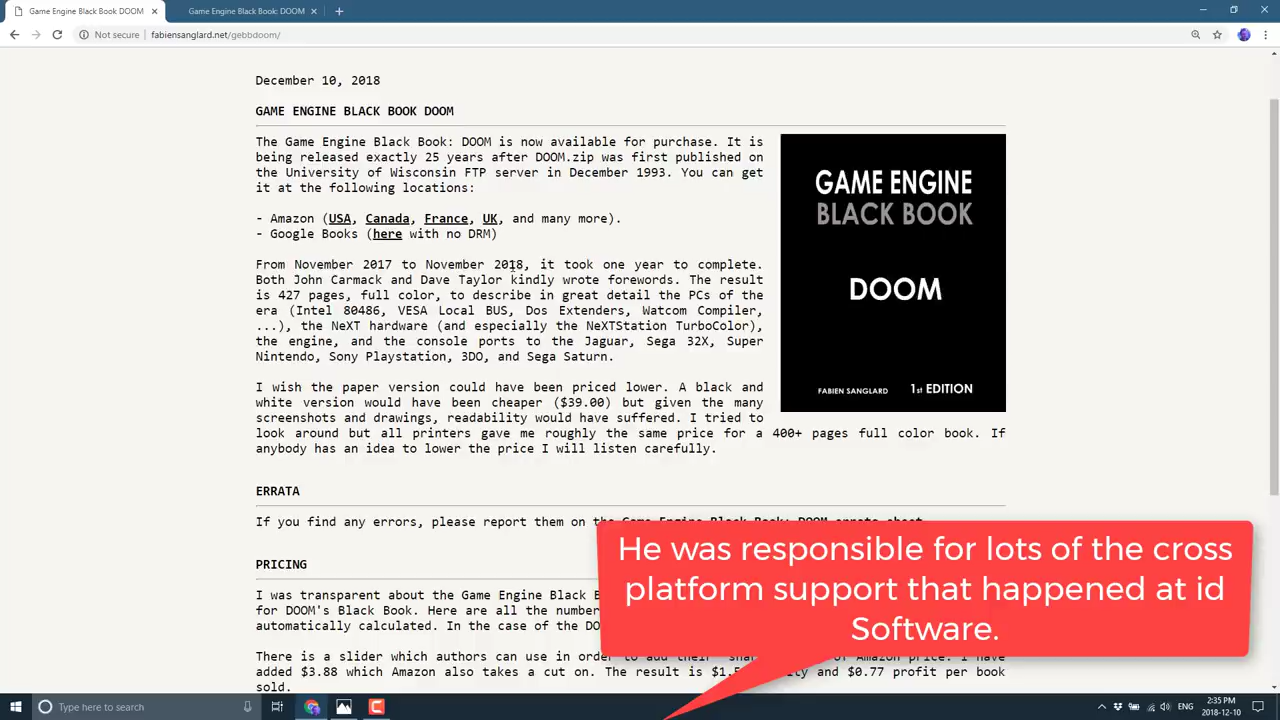 Game Engine Black Book DOOM
Game Engine Black Book: DOOM
Not secure
fabiensanglard.net/gebbdoom/
December 10, 2018
GAME ENGINE BLACK BOOK DOOM
The Game Engine Black Book: DOOM is now available for purchase. It is
being released exactly 25 years after DOOM.zip was first published on
the University of Wisconsin FTP server in December 1993. You can get
it at the following locations:
- Amazon (USA, Canada, France, UK, and many more).
- Google Books (here with no DRM)
From November 2017 to November 2018, it took one year to complete.
Both John Carmack and Dave Taylor kindly wrote forewords. The result
is 427 pages, full color, to describe in great detail the PCs of the
era (Intel 80486, VESA Local BUS, Dos Extenders, Watcom Compiler,
...), the NeXT hardware (and especially the NeXTStation TurboColor),
the engine, and the console ports to the Jaguar, Sega 32X, Super
Nintendo, Sony Playstation, 3DO, and Sega Saturn.
GAME ENGINE
BLACK BOOK
DOOM
FABIEN SANGLARD
1st EDITION
I wish the paper version could have been priced lower. A black and
white version would have been cheaper ($39.00) but given the many
screenshots and drawings, readability would have suffered. I tried to
look around but all printers gave me roughly the same price for a 400+ pages full color book. If
anybody has an idea to lower the price I will listen carefully.
ERRATA
If you find any errors, please report them on the Game Engine Black Book: DOOM errata sheet.
PRICING
I was transparent about the Game Engine Black B
for DOOM's Black Book. Here are all the number
automatically calculated. In the case of the DO
There is a slider which authors can use in order to add their Amazon price. I have
added $3.88 which Amazon also takes a cut on. The result is and $0.77 profit per book
sold.
He was responsible for lots of the cross
platform support that happened at id
Software.
Type here to search
ENG
2:35 PM
2018-12-10